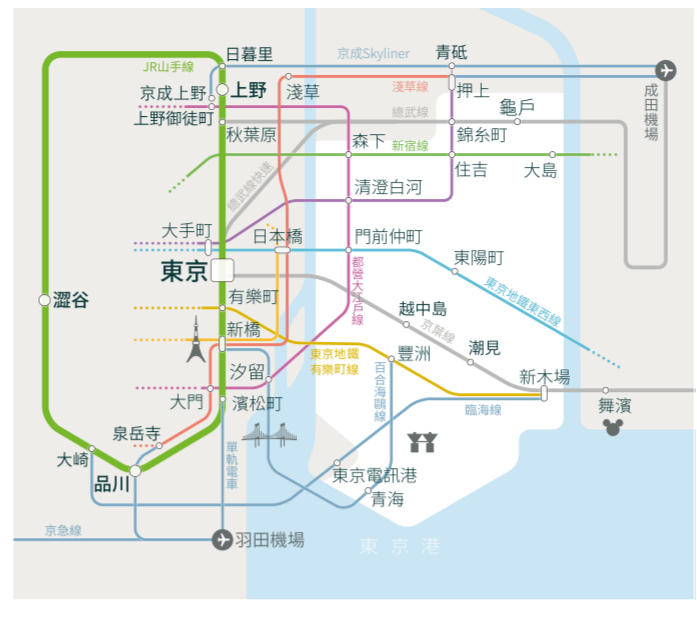 日暮里
京成Skyliner
青砥
JR山手線
京成上野
上野
淺草
淺草線
押上
成田機場
上野御徒町
總武線
龜戶
秋葉原
森下
新宿線
錦糸町
住吉
大島
總武線快速
清澄白河
大手町
日本橋
門前仲町
東京
東陽町
都營大江戶線
東京地鐵東西線
澀谷
有樂町
越中島
新橋
京葉線
東京地鐵
有樂町線
豐洲
潮見
汐留
百合海鷗線
新木場
大門
濱松町
臨海線
舞濱
泉岳寺
單軌電車
大崎
品川
東京電訊港
青海
京急線
羽田機場
東京港